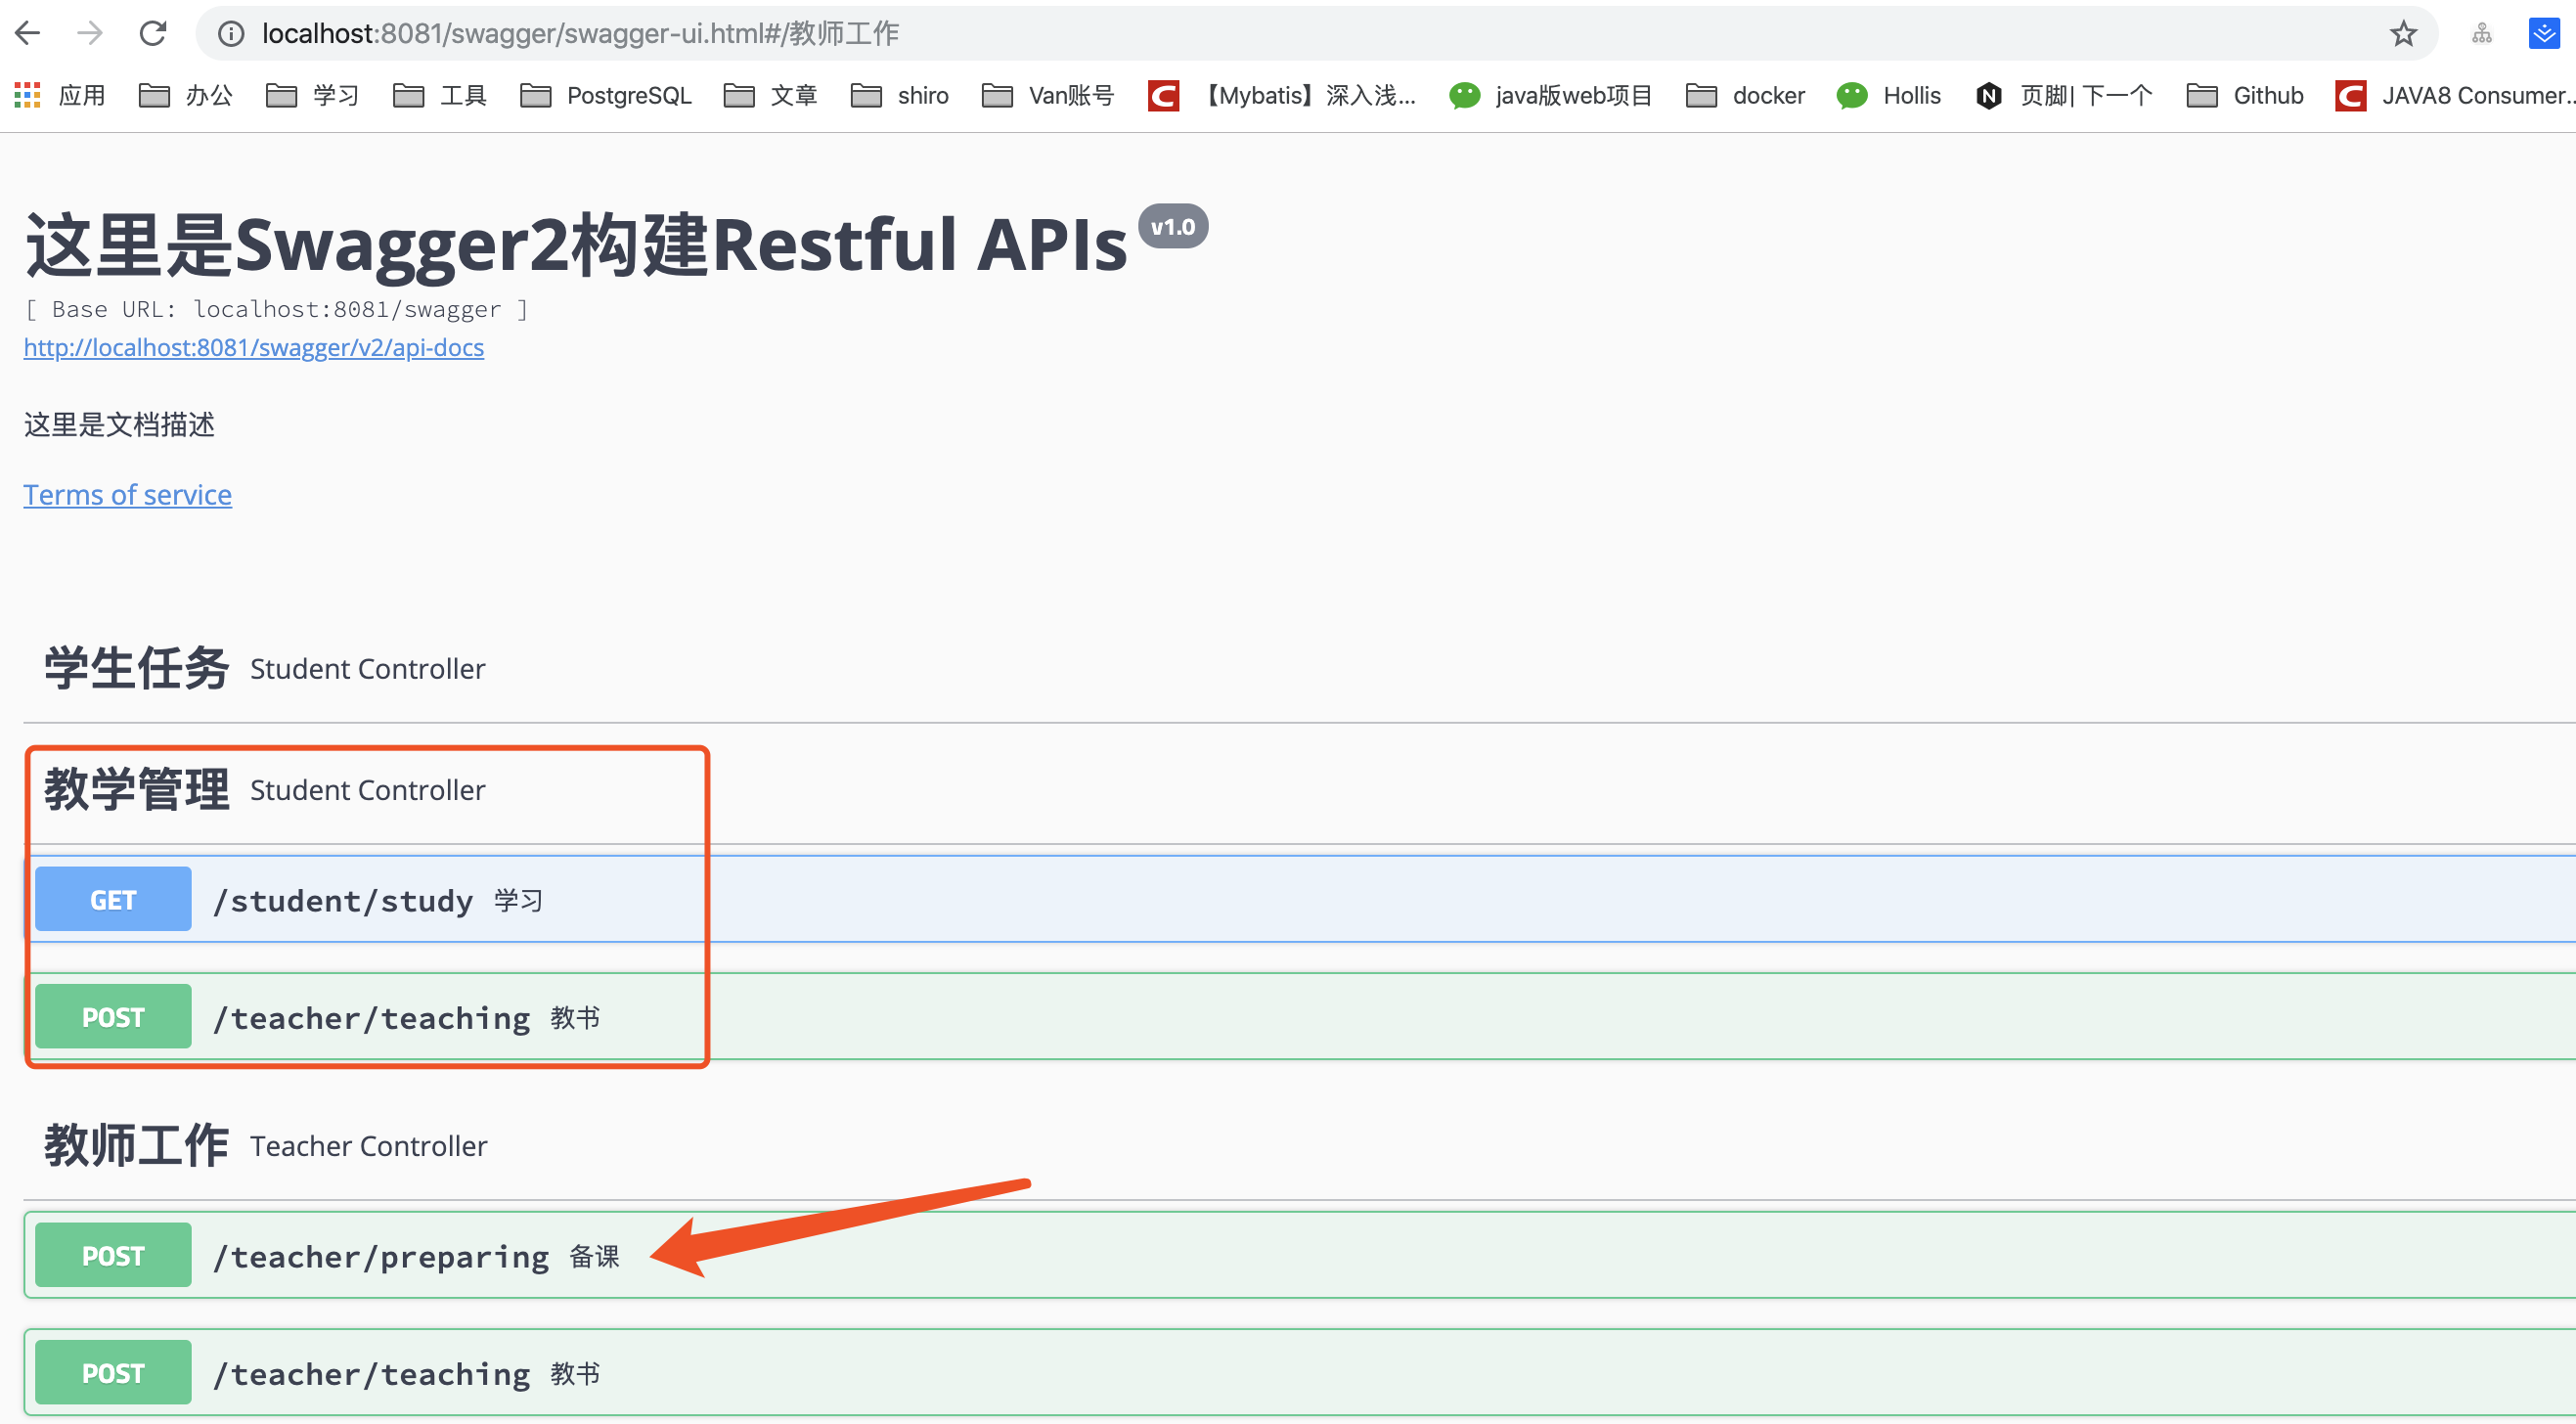 localhost:8081/swagger/swagger-ui.html#/教师工作
应用 办公 学习 工具 PostgreSQL 文章 shiro Van账号 【Mybatis】深入浅... java版web项目 docker Hollis 页脚| 下一个 Github JAVA8 Consumer...
这里是Swagger2构建Restful APIs v1.0
[ Base URL: localhost:8081/swagger ]
http://localhost:8081/swagger/v2/api-docs
这里是文档描述
Terms of service
学生任务 Student Controller
教学管理 Student Controller
GET /student/study 学习
POST /teacher/teaching 教书
教师工作 Teacher Controller
POST /teacher/preparing 备课
POST /teacher/teaching 教书